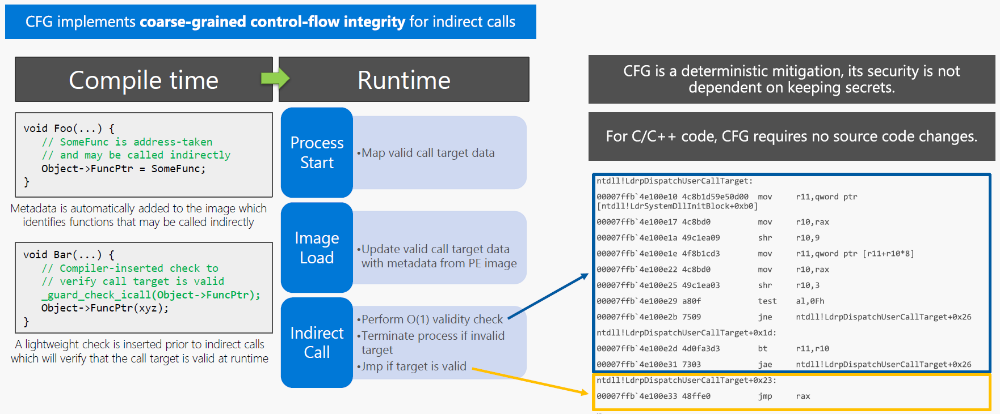 CFG implements coarse-grained control-flow integrity for indirect calls
Compile time
Runtime
void Foo(...) {
// SomeFunc is address-taken
// and may be called indirectly
Object->FuncPtr = SomeFunc;
}
Metadata is automatically added to the image which
identifies functions that may be called indirectly
void Bar(...) {
// Compiler-inserted check to
// verify call target is valid
_guard_check_icall(Object->FuncPtr);
Object->FuncPtr(xyz);
}
A lightweight check is inserted prior to indirect calls
which will verify that the call target is valid at runtime
Process
Start
•Map valid call target data
Image
Load
•Update valid call target data
with metadata from PE image
Indirect
Call
•Perform O(1) validity check
•Terminate process if invalid
target
•Jmp if target is valid
CFG is a deterministic mitigation, its security is not
dependent on keeping secrets.
For C/C++ code, CFG requires no source code changes.
ntdll!LdrpDispatchUserCallTarget:
00007ffb`4e100e10 4c8b1d59e50d00 mov r11,qword ptr
[ntdll!LdrSystemDllInitBlock+0xb0]
00007ffb`4e100e17 4c8bd0 mov r10,rax
00007ffb`4e100e1a 49c1ea09 shr r10,9
00007ffb`4e100e1e 4f8b1cd3 mov r11,qword ptr [r11+r10*8]
00007ffb`4e100e22 4c8bd0 mov r10,rax
00007ffb`4e100e25 49c1ea03 shr r10,3
00007ffb`4e100e29 a80f test al,0Fh
00007ffb`4e100e2b 7509 jne ntdll!LdrpDispatchUserCallTarget+0x26
ntdll!LdrpDispatchUserCallTarget+0x1d:
00007ffb`4e100e2d 4d0fa3d3 bt r11,r10
00007ffb`4e100e31 7303 jae ntdll!LdrpDispatchUserCallTarget+0x26
ntdll!LdrpDispatchUserCallTarget+0x23:
00007ffb`4e100e33 48ffe0 jmp rax